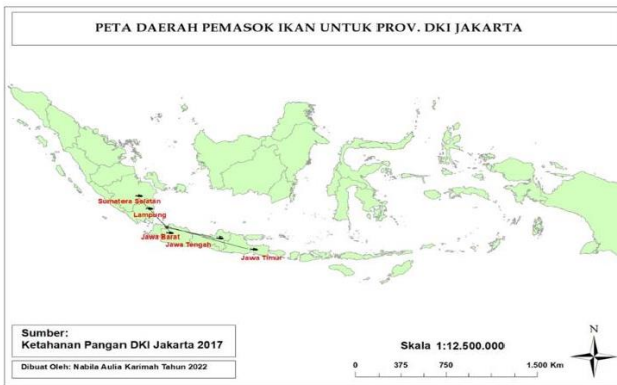 PETA DAERAH PEMASOK IKAN UNTUK PROV. DKI JAKARTA
Sumatera Selatan
Lampung
Jawa Barat
Jawa Tengah
Jawa Timur
Sumber:
Ketahanan Pangan DKI Jakarta 2017
Dibuat Oleh: Nabila Aulia Karimah Tahun 2022
Skala 1:12.500.000
0 375 750 1.500 Km
N